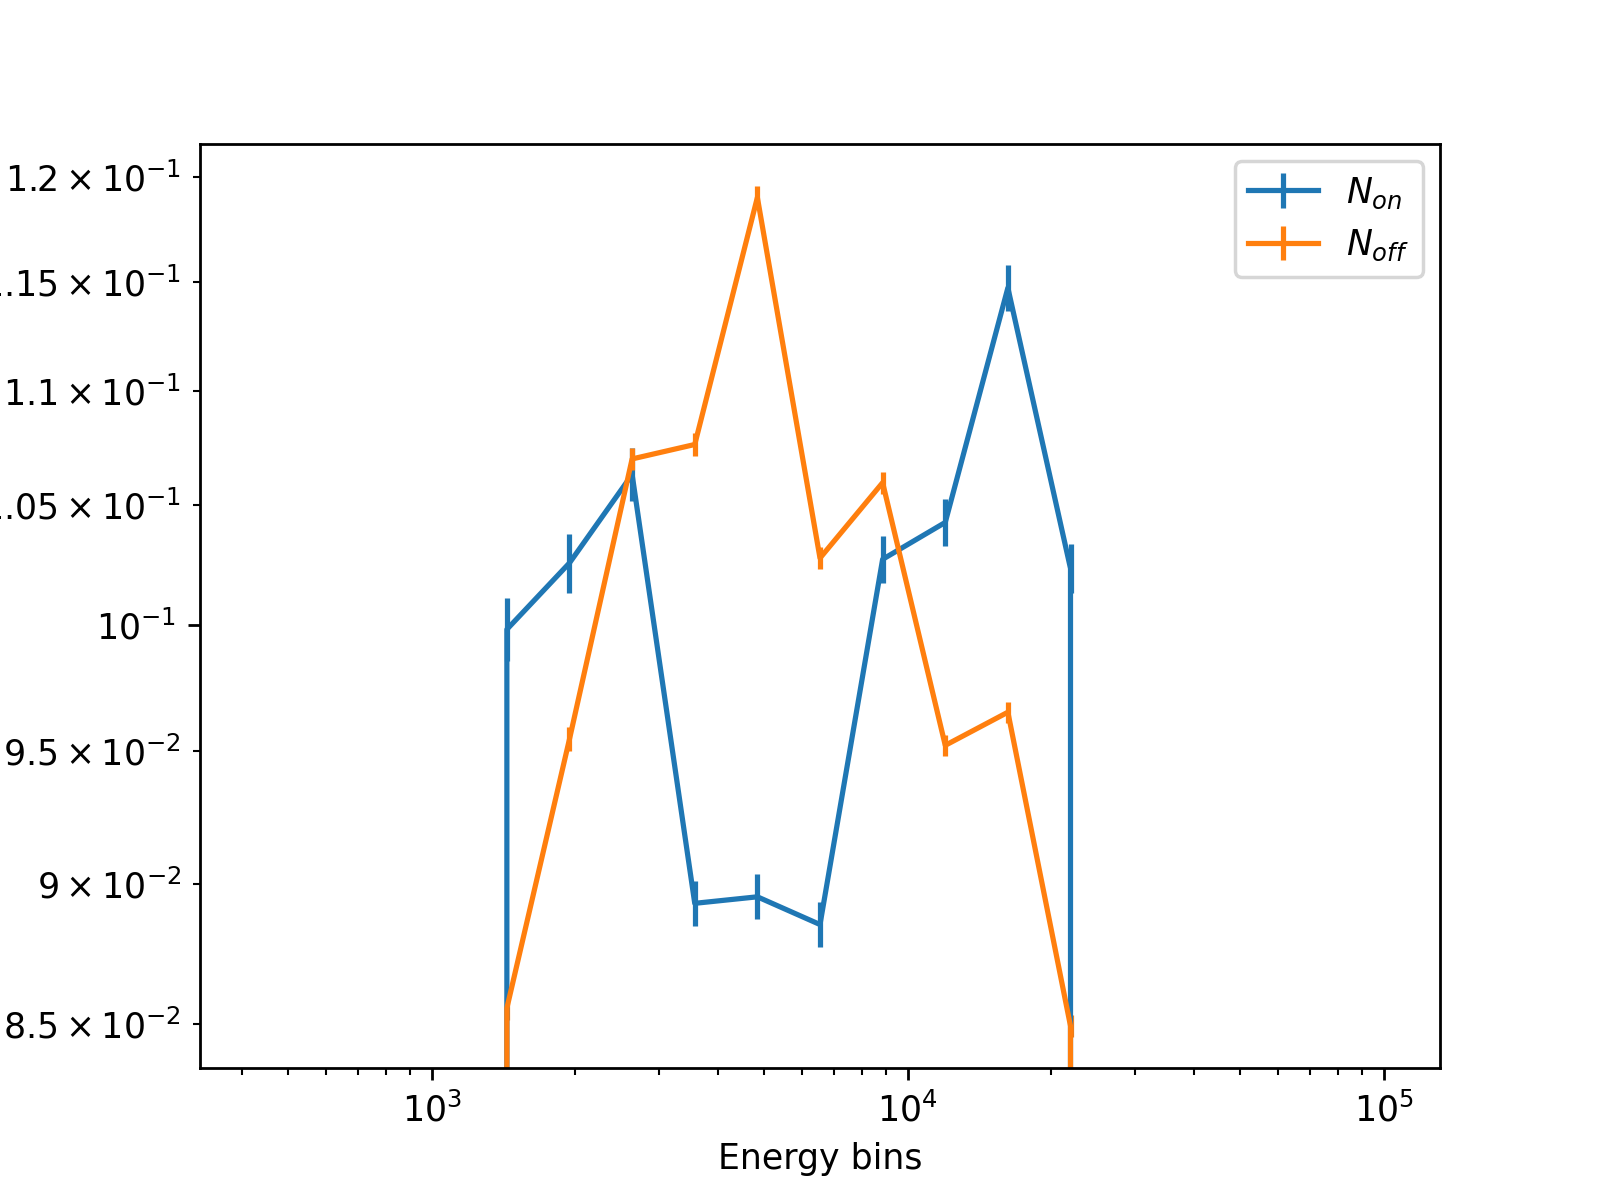 1.2 × 10⁻¹
.15 × 10⁻¹
1.1 × 10⁻¹
.05 × 10⁻¹
10⁻¹
9.5 × 10⁻²
9 × 10⁻²
8.5 × 10⁻²
10³ 10⁴ 10⁵
Energy bins
N_on
N_off